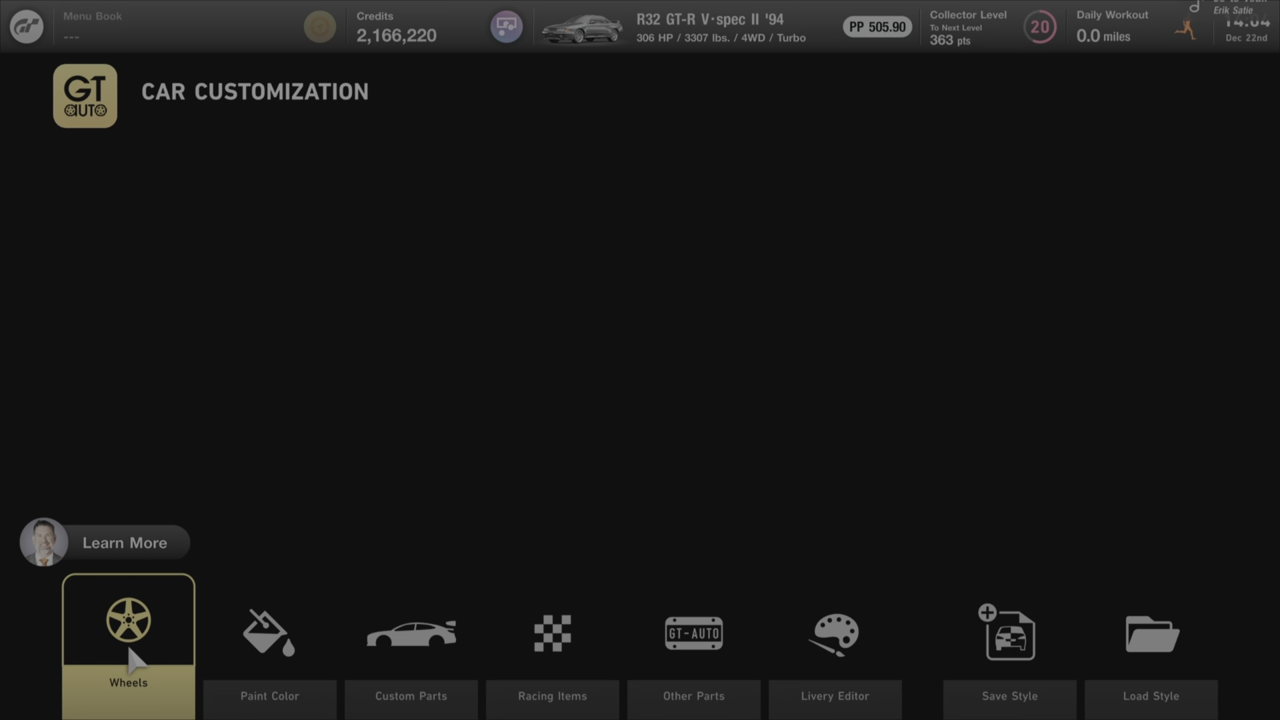 Menu Book
---
Credits
2,166,220
R32 GT-R V·spec II '94
306 HP / 3307 lbs. / 4WD / Turbo
PP 505.90
Collector Level
To Next Level
363 pts
20
Daily Workout
0.0 miles
Erik Satie
14:04
Dec 22nd
GT
AUTO
CAR CUSTOMIZATION
Learn More
GT-AUTO
Wheels
Paint Color
Custom Parts
Racing Items
Other Parts
Livery Editor
Save Style
Load Style